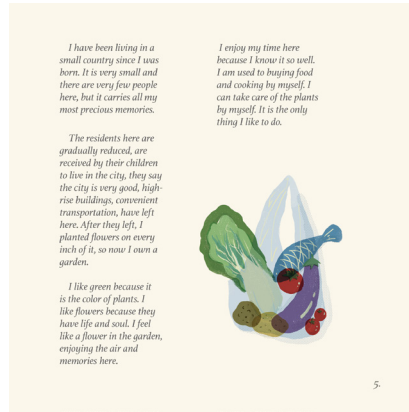 I have been living in a
small country since I was
born. It is very small and
there are very few people
here, but it carries all my
most precious memories.
The residents here are
gradually reduced, are
received by their children
to live in the city, they say
the city is very good, high-
rise buildings, convenient
transportation, have left
here. After they left, I
planted flowers on every
inch of it, so now I own a
garden.
I like green because it
is the color of plants. I
like flowers because they
have life and soul. I feel
like a flower in the garden,
enjoying the air and
memories here.
I enjoy my time here
because I know it so well.
I am used to buying food
and cooking by myself. I
can take care of the plants
by myself. It is the only
thing I like to do.
5.